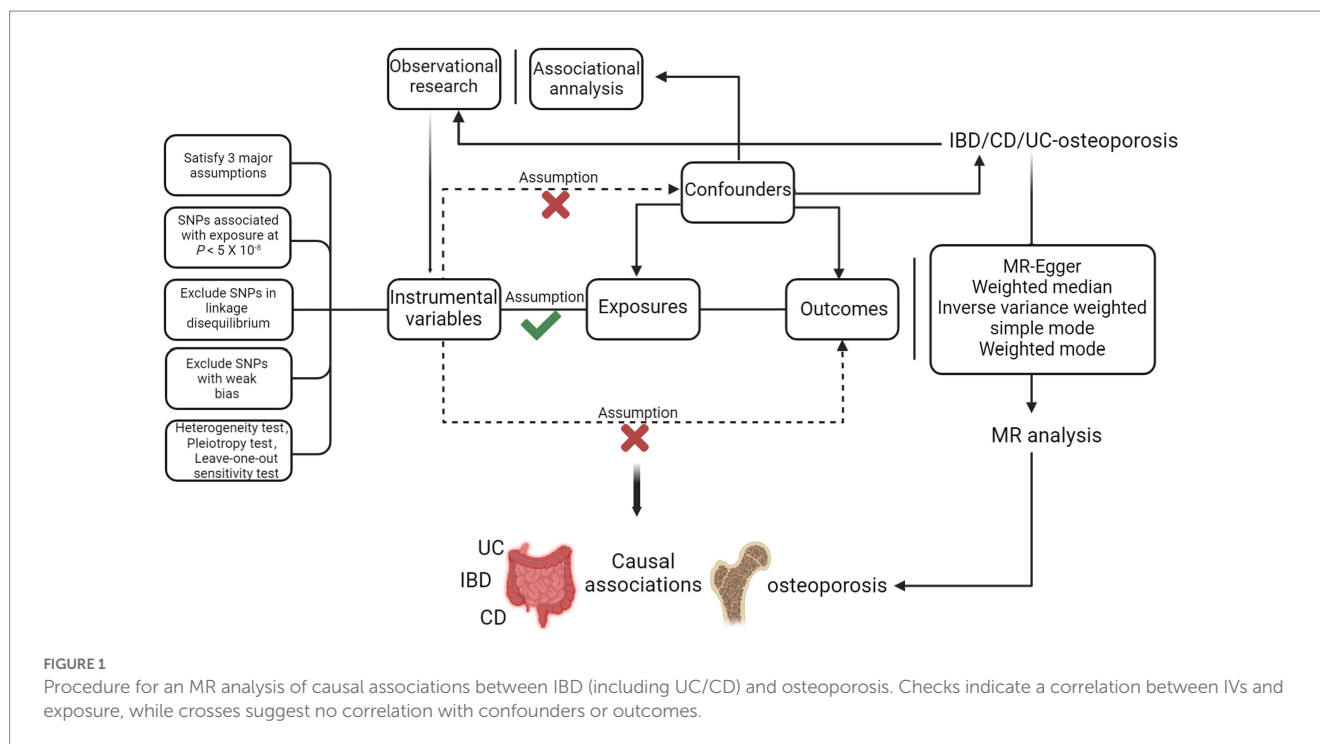 Observational
research
Associational
annalysis
IBD/CD/UC-osteoporosis
Satisfy 3 major
assumptions
SNPs associated
with exposure at
P < 5 X 10⁻⁸
Exclude SNPs in
linkage
disequilibrium
Exclude SNPs
with weak
bias
Heterogeneity test,
Pleiotropy test,
Leave-one-out
sensitivity test
Assumption
Confounders
Instrumental
variables
Assumption
Exposures
Outcomes
MR-Egger
Weighted median
Inverse variance weighted
simple mode
Weighted mode
Assumption
MR analysis
UC
IBD
CD
Causal
associations
osteoporosis
FIGURE 1
Procedure for an MR analysis of causal associations between IBD (including UC/CD) and osteoporosis. Checks indicate a correlation between IVs and
exposure, while crosses suggest no correlation with confounders or outcomes.